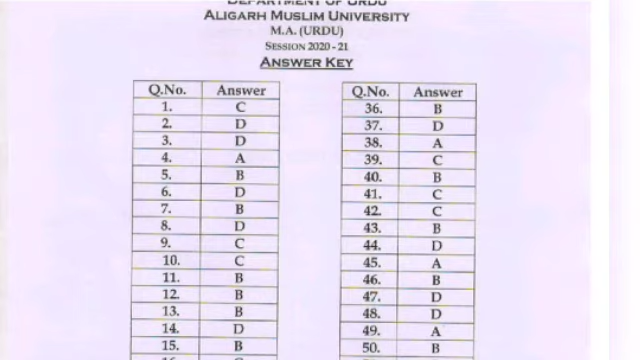 DEPARTMENT OF URDU
ALIGARH MUSLIM UNIVERSITY
M.A. (URDU)
SESSION 2020 - 21
ANSWER KEY
Q.No. Answer
1. C
2. D
3. D
4. A
5. B
6. D
7. B
8. D
9. C
10. C
11. B
12. B
13. B
14. D
15. B
Q.No. Answer
36. B
37. D
38. A
39. C
40. B
41. C
42. C
43. B
44. D
45. A
46. B
47. D
48. D
49. A
50. B